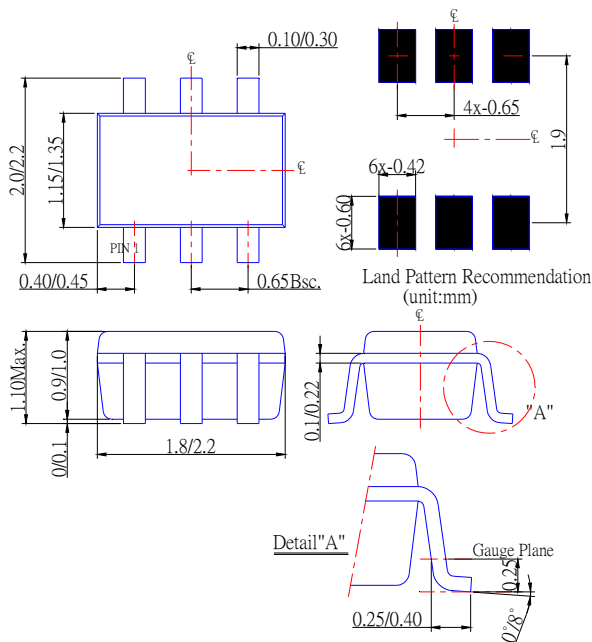 ℄
0.10/0.30
℄
4x-0.65
℄
1.9
2.0/2.2
1.15/1.35
℄
6x-0.42
6x-0.60
PIN 1
0.40/0.45
0.65Bsc.
Land Pattern Recommendation
(unit:mm)
℄
1.10Max.
0.9/1.0
0/0.1
1.8/2.2
0.1/0.22
"A"
Detail"A"
Gauge Plane
0.25
0.25/0.40
0°/8°